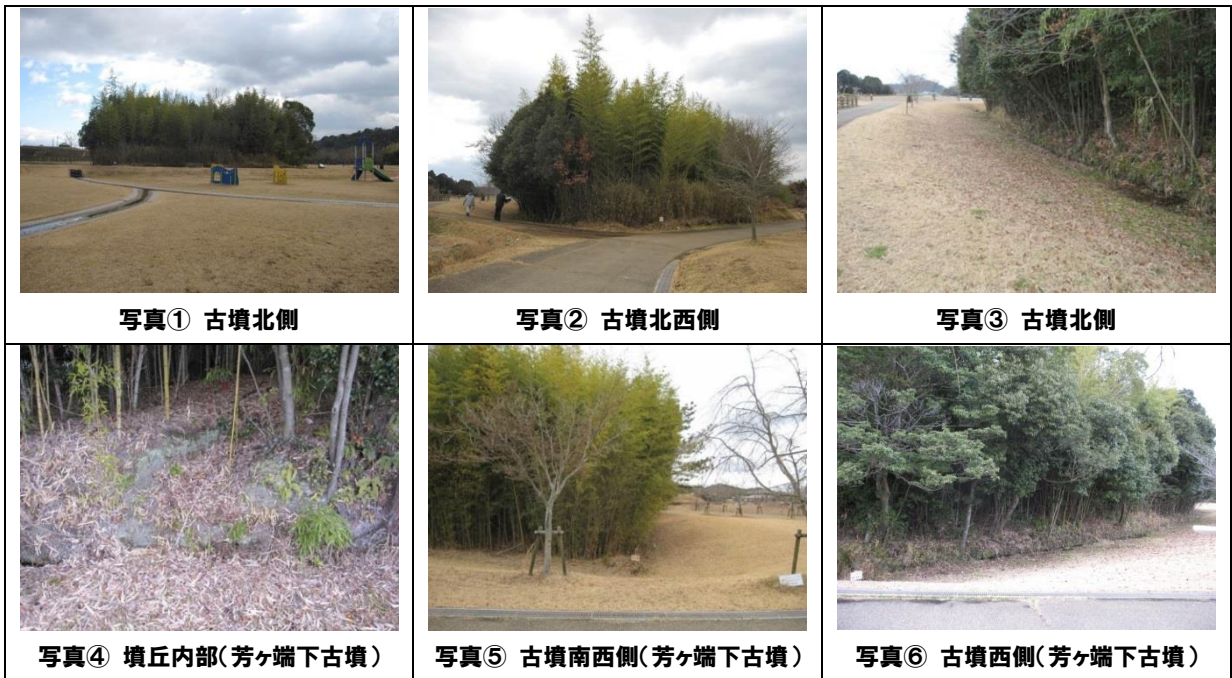 写真① 古墳北側
写真② 古墳北西側
写真③ 古墳北側
写真④ 墳丘内部(芳ヶ端下古墳)
写真⑤ 古墳南西側(芳ヶ端下古墳)
写真⑥ 古墳西側(芳ヶ端下古墳)